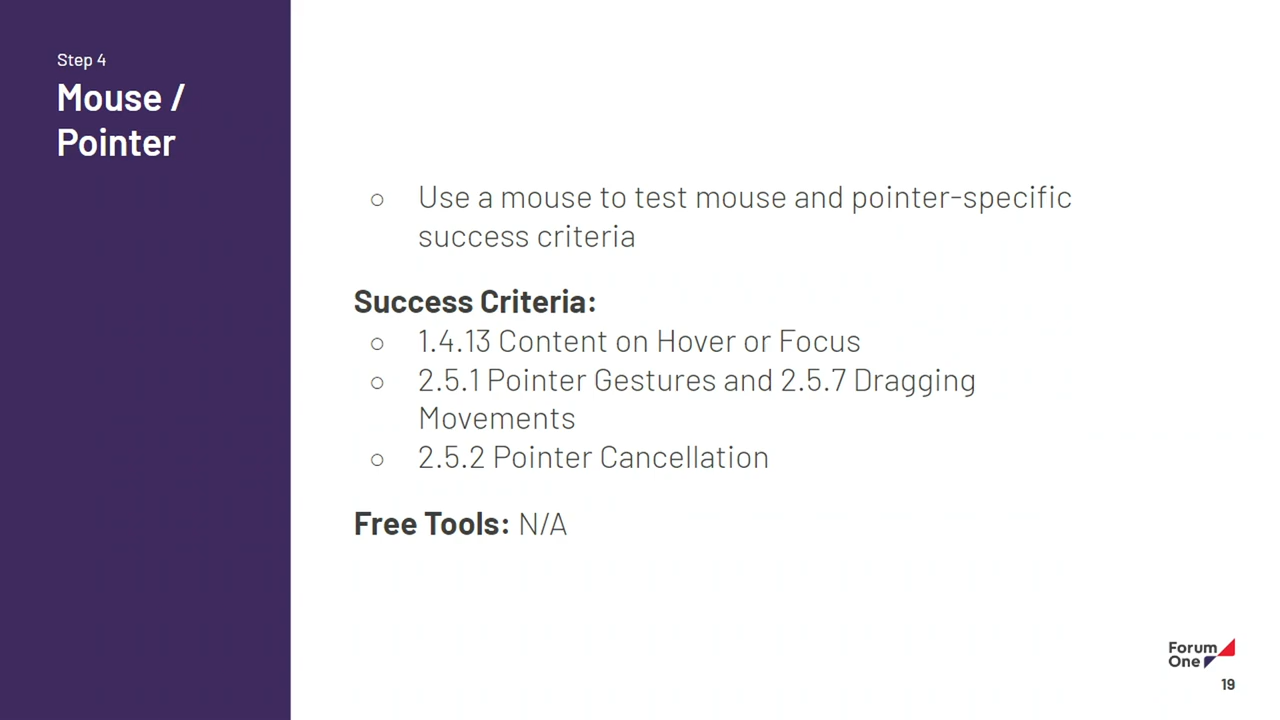 Step 4
Mouse /
Pointer
○ Use a mouse to test mouse and pointer-specific
success criteria
Success Criteria:
○ 1.4.13 Content on Hover or Focus
○ 2.5.1 Pointer Gestures and 2.5.7 Dragging
Movements
○ 2.5.2 Pointer Cancellation
Free Tools: N/A
Forum
One
19